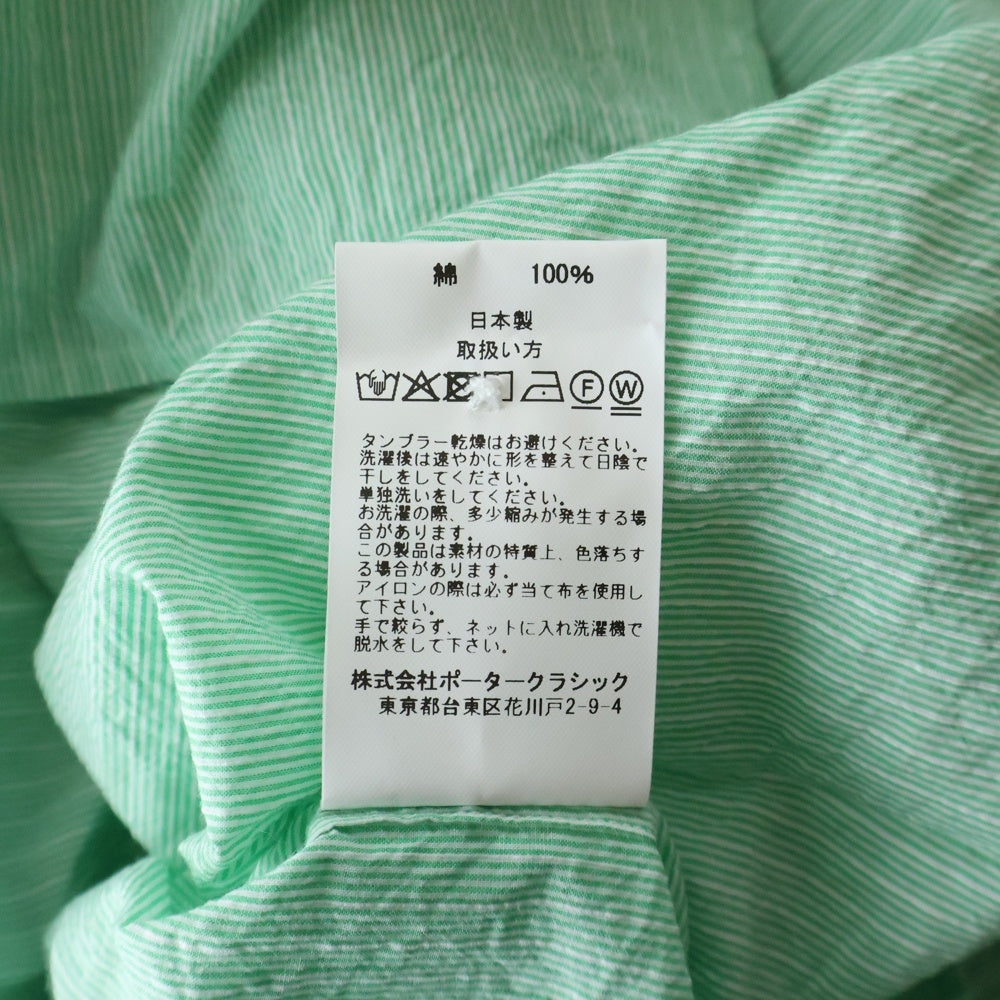 綿 100%
日本製
取扱い方
F W
タンブラー乾燥はお避けください。
洗濯後は速やかに形を整えて日陰で
干しをしてください。
単独洗いをしてください。
お洗濯の際、多少縮みが発生する場
合があります。
この製品は素材の特質上、色落ちす
る場合があります。
アイロンの際は必ず当て布を使用し
て下さい。
手で絞らず、ネットに入れ洗濯機で
脱水をして下さい。
株式会社ポータークラシック
東京都台東区花川戸2-9-4